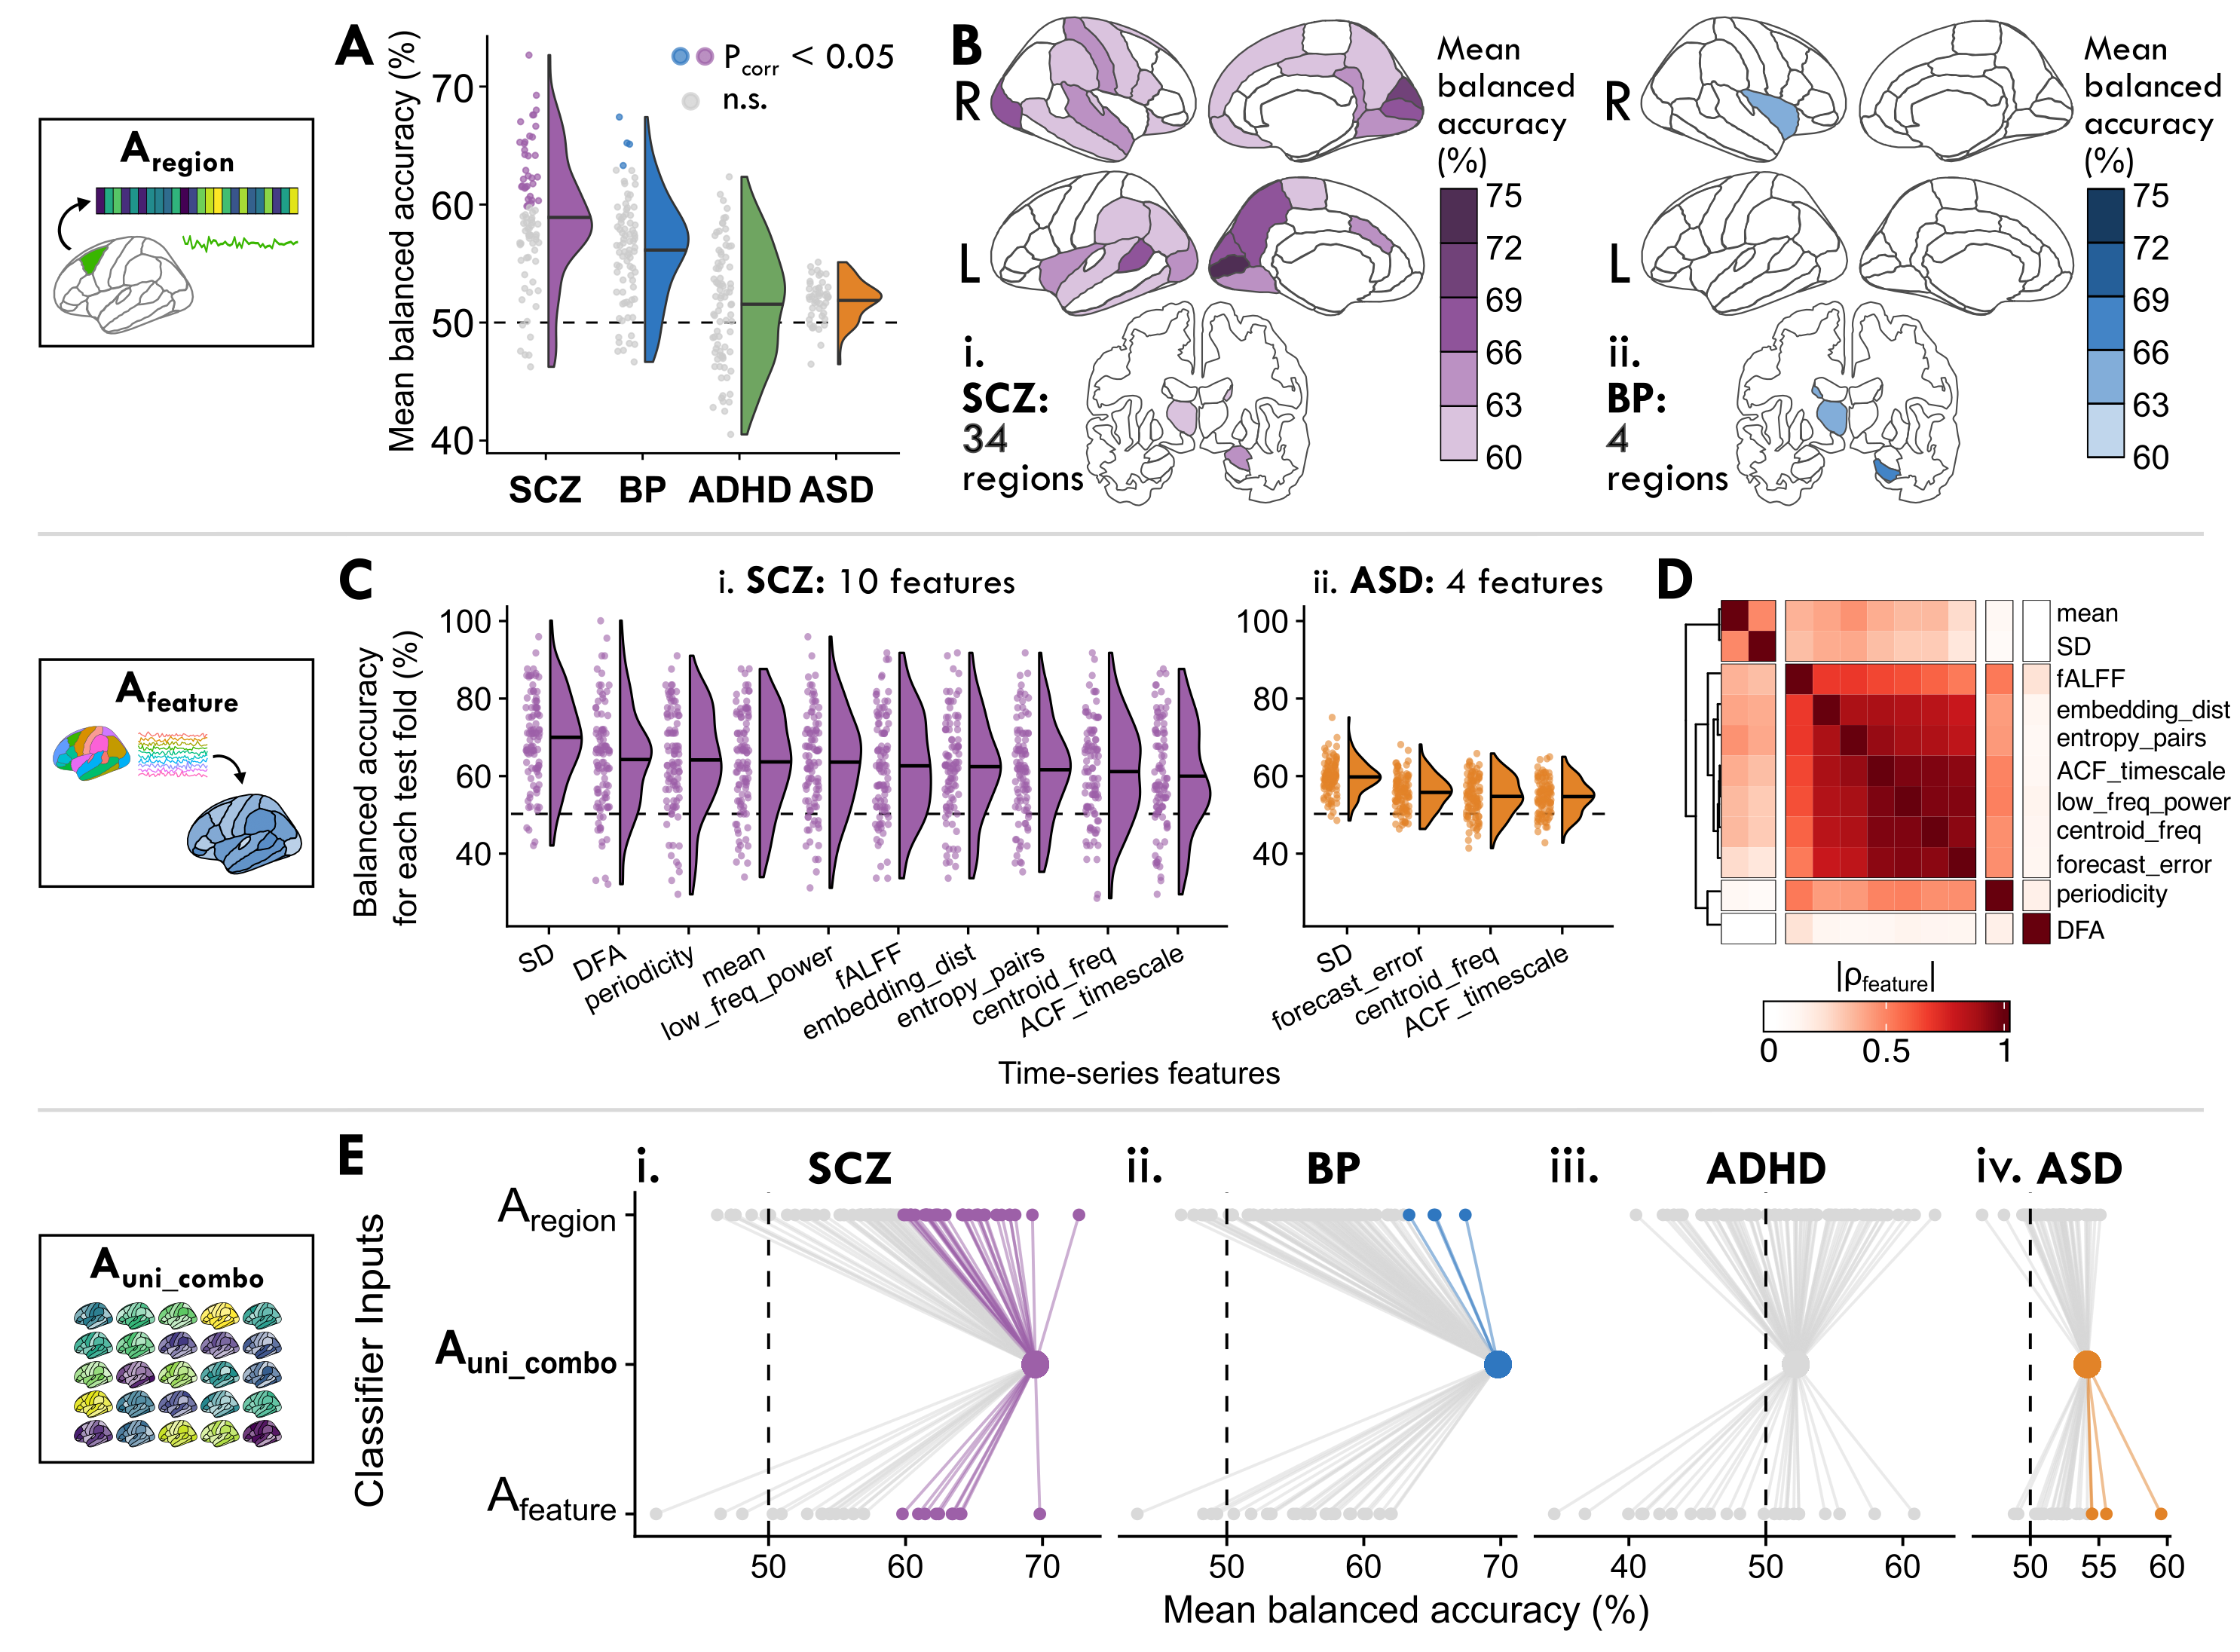 A
Aregion
Mean balanced accuracy (%)
70
60
50
40
Pcorr < 0.05
n.s.
SCZ BP ADHD ASD
B
R
L
i.
SCZ:
34
regions
Mean
balanced
accuracy
(%)
75
72
69
66
63
60
R
L
ii.
BP:
4
regions
Mean
balanced
accuracy
(%)
75
72
69
66
63
60
Afeature
C
i. SCZ: 10 features
Balanced accuracy
for each test fold (%)
100
80
60
40
SD
DFA
periodicity
mean
low_freq_power
fALFF
embedding_dist
entropy_pairs
centroid_freq
ACF_timescale
ii. ASD: 4 features
100
80
60
40
SD
forecast_error
centroid_freq
ACF_timescale
Time-series features
D
mean
SD
fALFF
embedding_dist
entropy_pairs
ACF_timescale
low_freq_power
centroid_freq
forecast_error
periodicity
DFA
|ρfeature|
0 0.5 1
Auni_combo
E
Classifier Inputs
Aregion
Auni_combo
Afeature
i. SCZ
50 60 70
ii. BP
50 60 70
iii. ADHD
40 50 60
iv. ASD
50 55 60
Mean balanced accuracy (%)